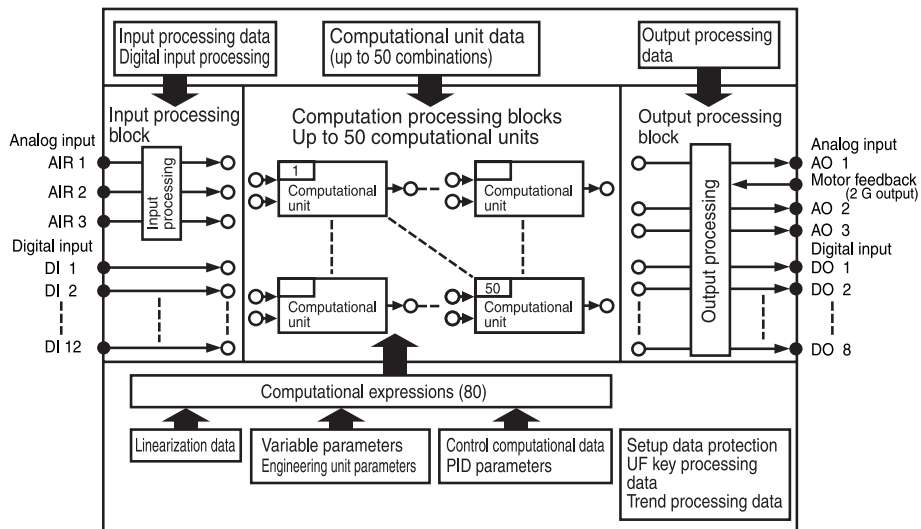 Input processing data
Digital input processing
Computational unit data
(up to 50 combinations)
Output processing
data
Input processing
block
Computation processing blocks
Up to 50 computational units
Output processing
block
Analog input
AIR 1
AIR 2
AIR 3
Digital input
DI 1
DI 2
DI 12
Input
processing
1
Computational
unit
Computational
unit
Computational
unit
50
Computational
unit
Output processing
Analog input
AO 1
Motor feedback
(2 G output)
AO 2
AO 3
Digital input
DO 1
DO 2
DO 8
Computational expressions (80)
Linearization data
Variable parameters
Engineering unit parameters
Control computational data
PID parameters
Setup data protection
UF key processing
data
Trend processing data